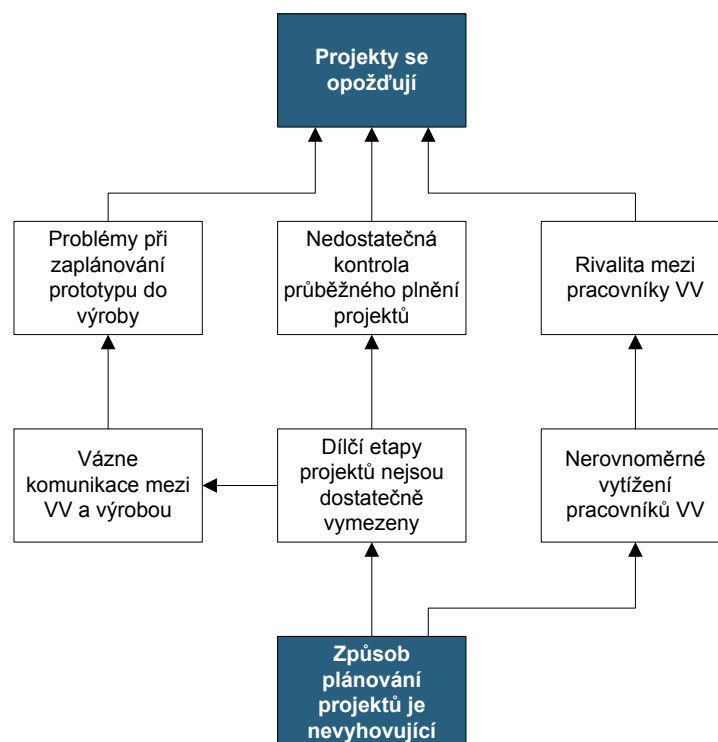 Projekty se
opožďují
Problémy při
zaplánování
prototypu do
výroby
Nedostatečná
kontrola
průběžného plnění
projektů
Rivalita mezi
pracovníky VV
Vázne
komunikace mezi
VV a výrobou
Dílčí etapy
projektů nejsou
dostatečně
vymezeny
Nerovnoměrné
vytížení
pracovníků VV
Způsob
plánování
projektů je
nevyhovující